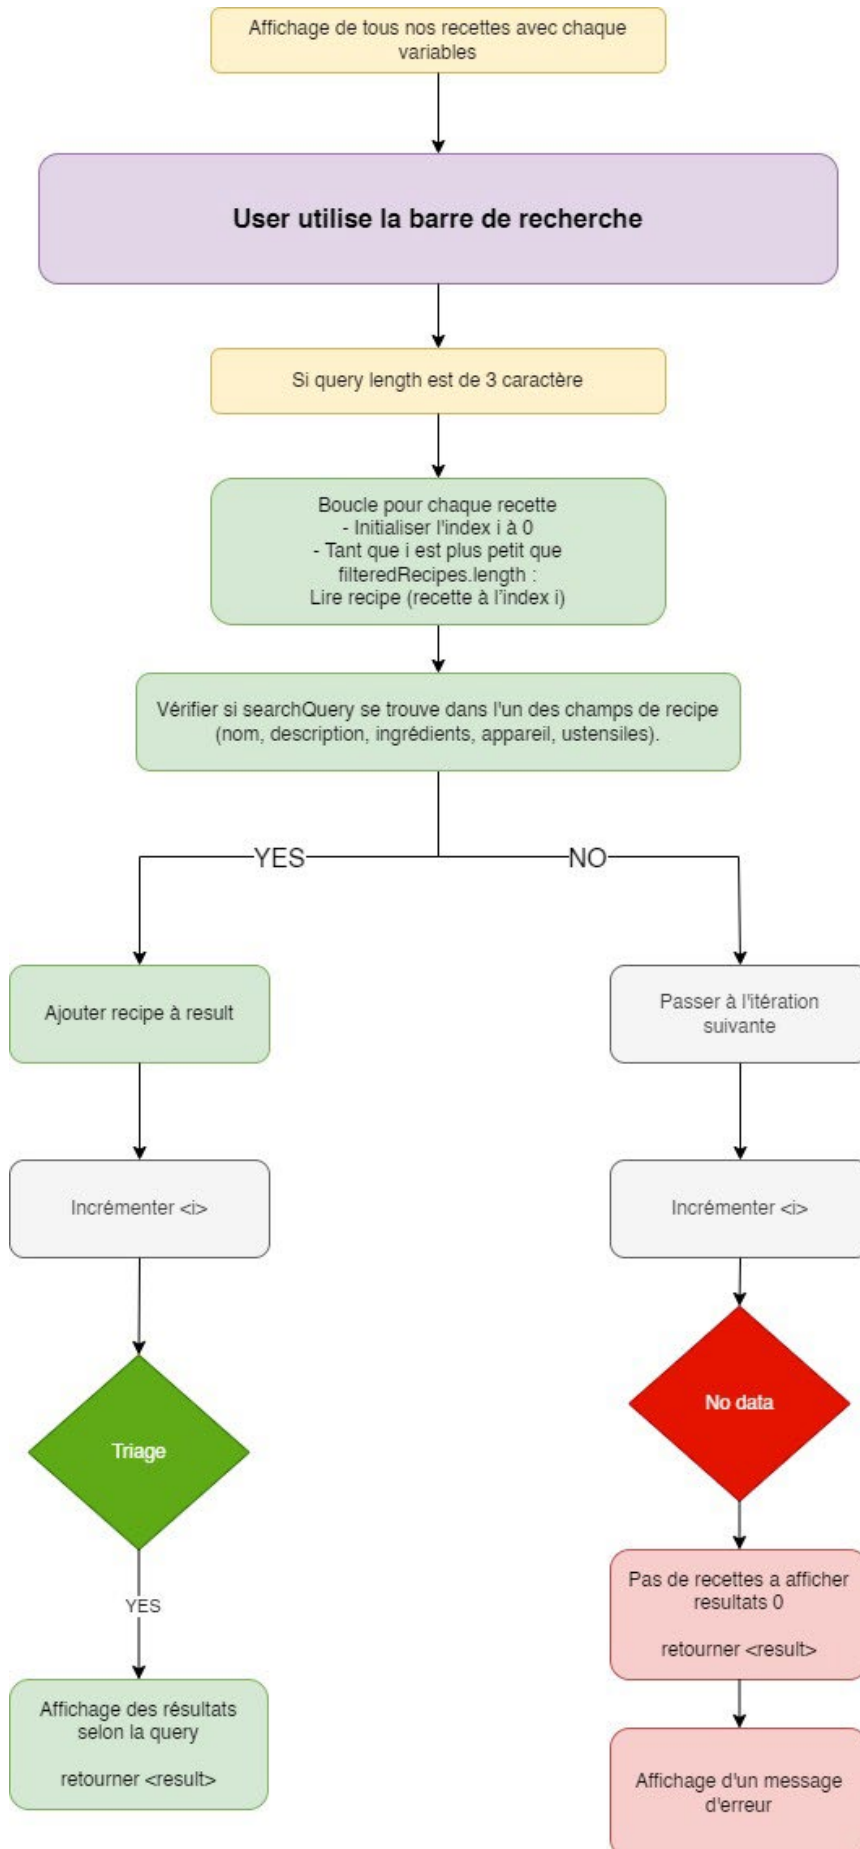 Affichage de tous nos recettes avec chaque
variables
User utilise la barre de recherche
Si query length est de 3 caractère
Boucle pour chaque recette
- Initialiser l'index i à 0
- Tant que i est plus petit que
filteredRecipes.length :
Lire recipe (recette à l'index i)
Vérifier si searchQuery se trouve dans l'un des champs de recipe
(nom, description, ingrédients, appareil, ustensiles).
YES
NO
Ajouter recipe à result
Passer à l'itération
suivante
Incrémenter <i>
Incrémenter <i>
Triage
No data
YES
Pas de recettes a afficher
resultats 0
retourner <result>
Affichage des résultats
selon la query
retourner <result>
Affichage d'un message
d'erreur